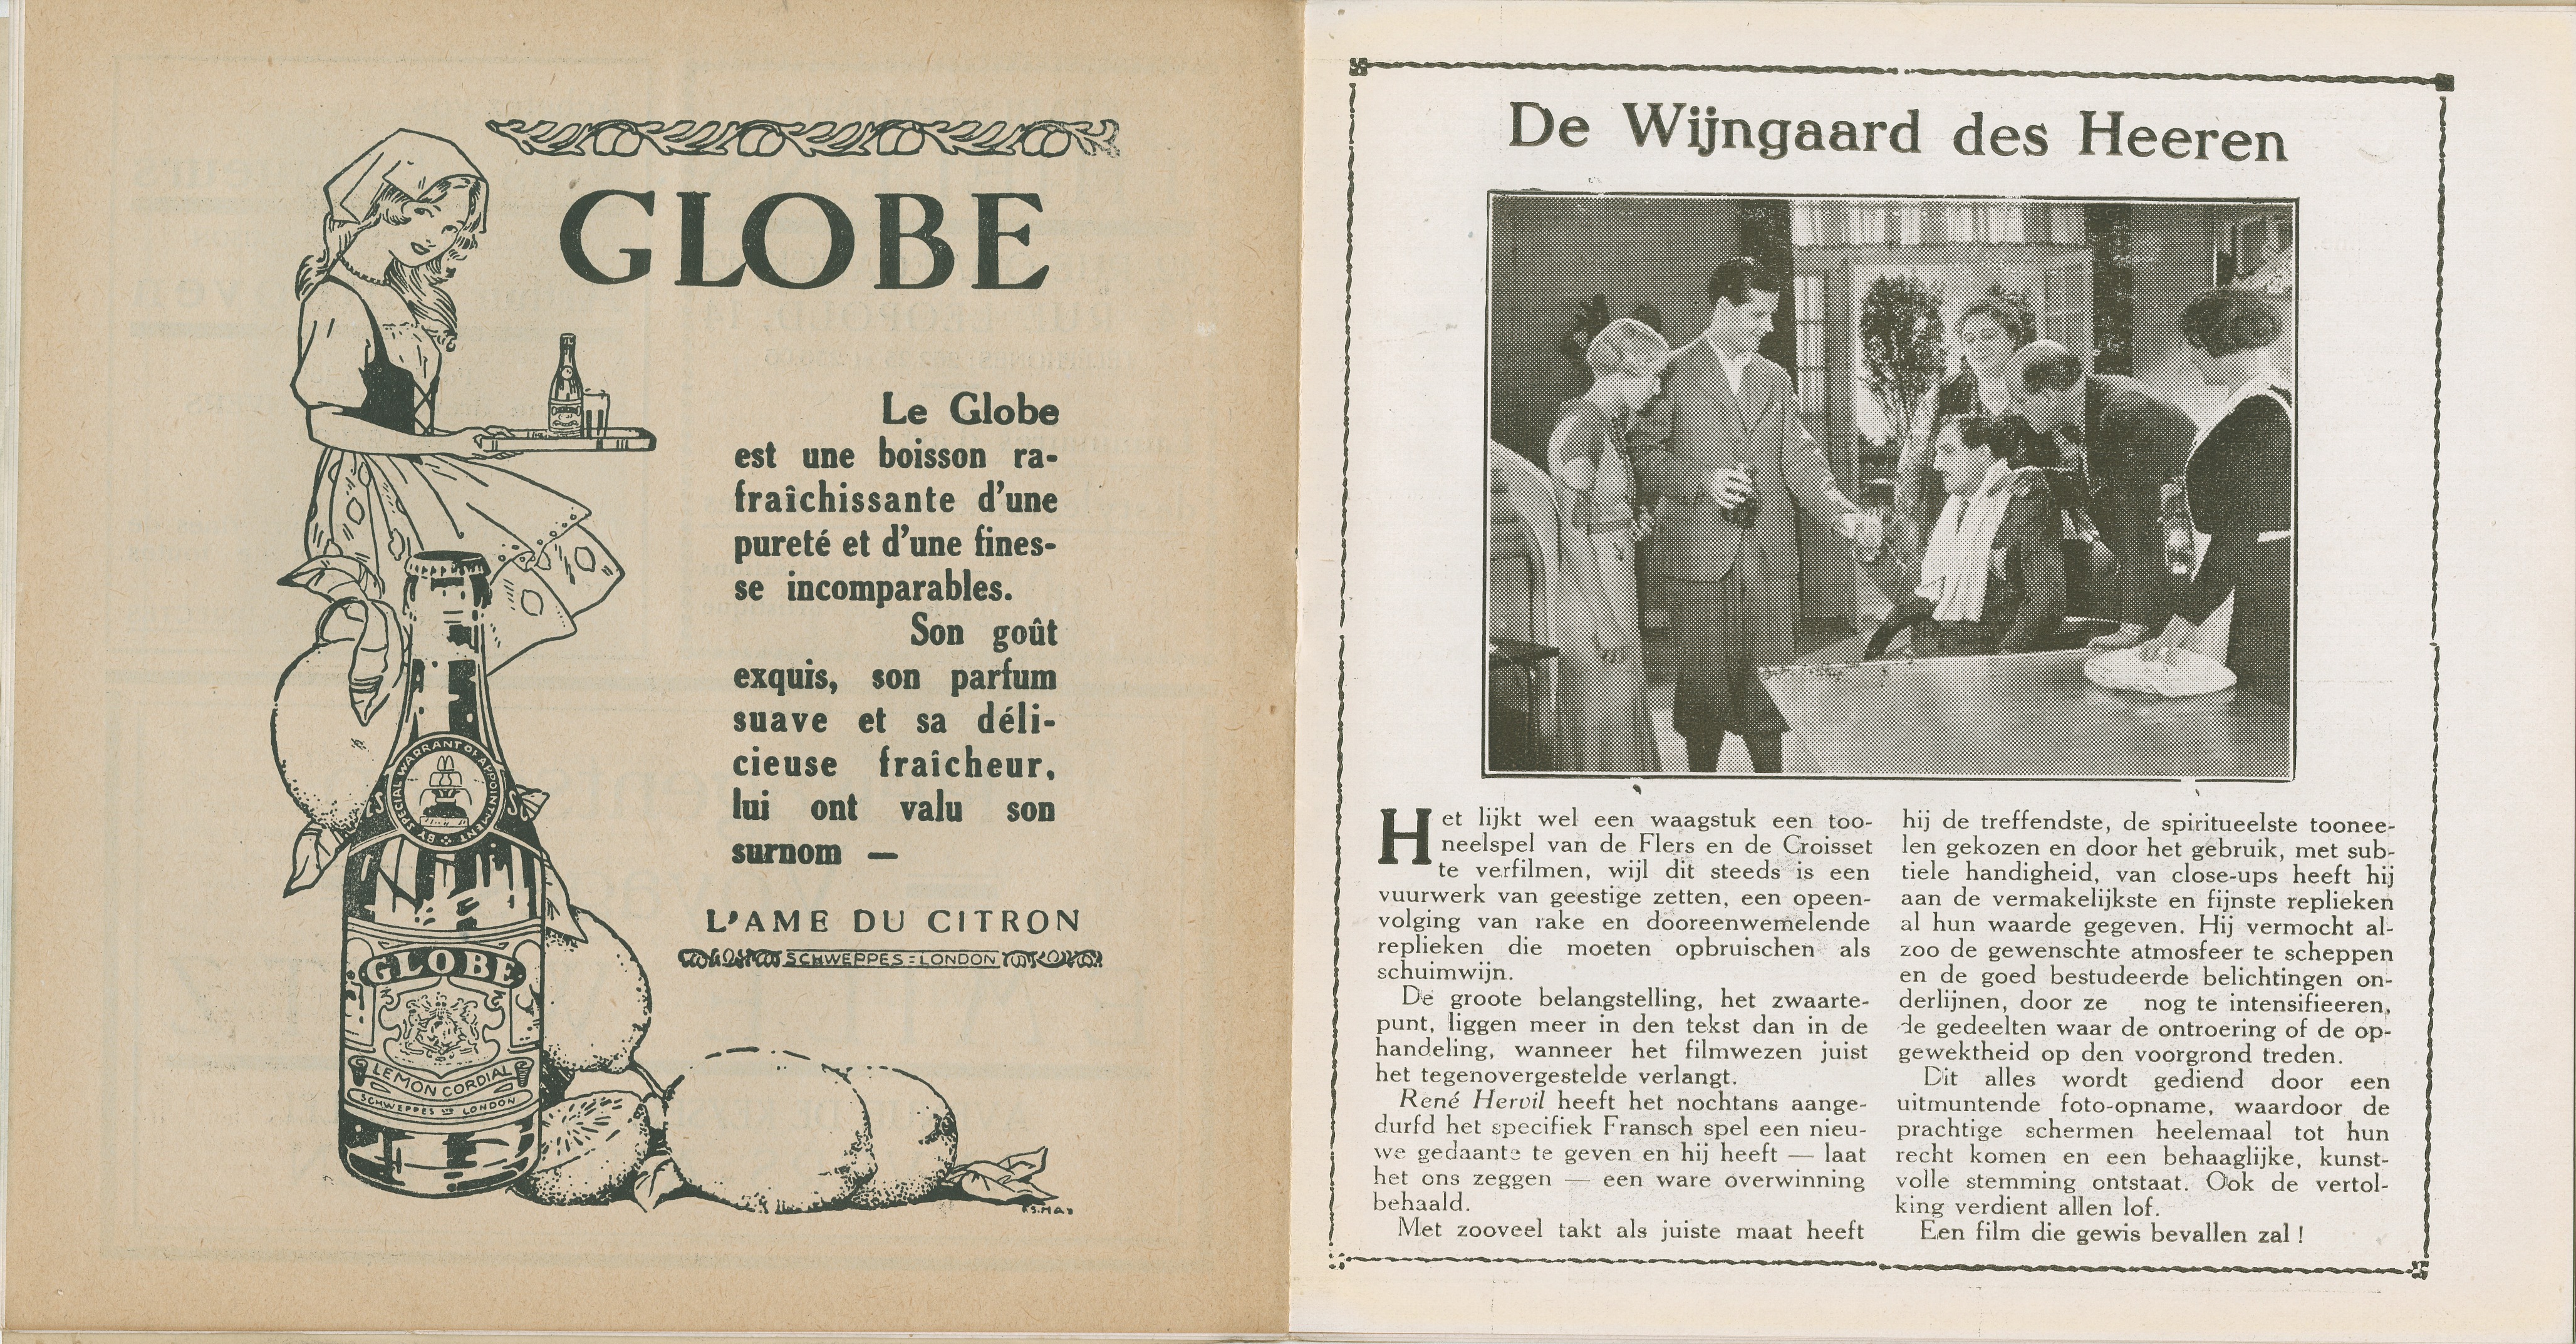 GLOBE
Le Globe
est une boisson ra-
fraîchissante d'une
pureté et d'une fines-
se incomparables.
Son goût
exquis, son parfum
suave et sa déli-
cieuse fraîcheur,
lui ont valu son
surnom —
L'AME DU CITRON
SCHWEPPES=LONDON
BY SPECIAL WARRANT OF APPOINTMENT
GLOBE
LEMON CORDIAL
SCHWEPPES LTD LONDON
De Wijngaard des Heeren
Het lijkt wel een waagstuk een too-
neelspel van de Flers en de Croisset
te verfilmen, wijl dit steeds is een
vuurwerk van geestige zetten, een opeen-
volging van rake en dooreenwemelende
replieken die moeten opbruischen als
schuimwijn.
De groote belangstelling, het zwaarte-
punt, liggen meer in den tekst dan in de
handeling, wanneer het filmwezen juist
het tegenovergestelde verlangt.
René Hervil heeft het nochtans aange-
durfd het specifiek Fransch spel een nieu-
we gedaante te geven en hij heeft — laat
het ons zeggen — een ware overwinning
behaald.
Met zooveel takt als juiste maat heeft
hij de treffendste, de spiritueelste toonee-
len gekozen en door het gebruik, met sub-
tiele handigheid, van close-ups heeft hij
aan de vermakelijkste en fijnste replieken
al hun waarde gegeven. Hij vermocht al-
zoo de gewenschte atmosfeer te scheppen
en de goed bestudeerde belichtingen on-
derlijnen, door ze nog te intensifieeren,
de gedeelten waar de ontroering of de op-
gewektheid op den voorgrond treden.
Dit alles wordt gediend door een
uitmuntende foto-opname, waardoor de
prachtige schermen heelemaal tot hun
recht komen en een behaaglijke, kunst-
volle stemming ontstaat. Ook de vertol-
king verdient allen lof.
Een film die gewis bevallen zal !